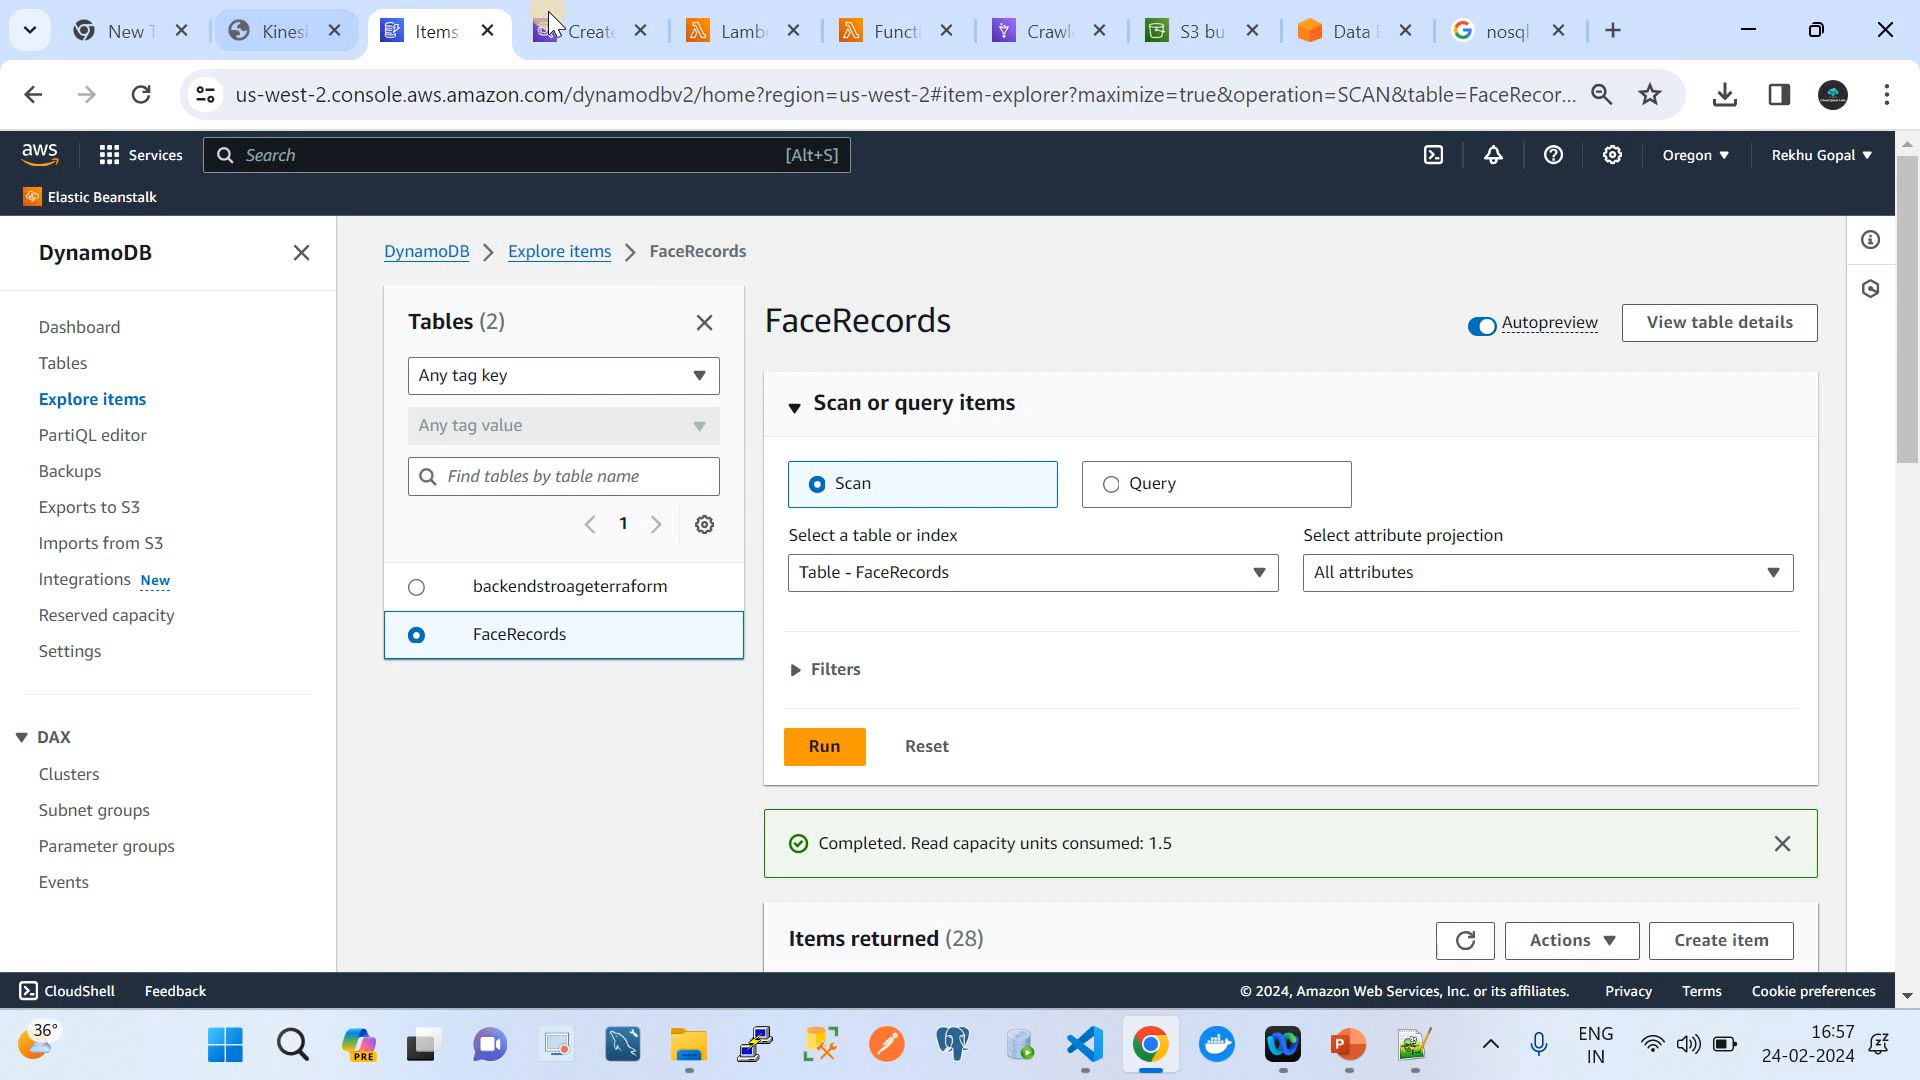 New T
Kinesi
Items
Create
Lamb
Functi
Crawl
S3 bu
Data
nosql
us-west-2.console.aws.amazon.com/dynamodbv2/home?region=us-west-2#item-explorer?maximize=true&operation=SCAN&table=FaceRecor...
aws
Services
Search
[Alt+S]
Oregon
Rekhu Gopal
Elastic Beanstalk
DynamoDB
Dashboard
Tables
Explore items
PartiQL editor
Backups
Exports to S3
Imports from S3
Integrations New
Reserved capacity
Settings
DAX
Clusters
Subnet groups
Parameter groups
Events
DynamoDB
Explore items
FaceRecords
Tables (2)
Any tag key
Any tag value
Find tables by table name
1
backendstroageterraform
FaceRecords
FaceRecords
Autopreview
View table details
Scan or query items
Scan
Query
Select a table or index
Select attribute projection
Table - FaceRecords
All attributes
Filters
Run
Reset
Completed. Read capacity units consumed: 1.5
Items returned (28)
Actions
Create item
CloudShell
Feedback
© 2024, Amazon Web Services, Inc. or its affiliates.
Privacy
Terms
Cookie preferences
36°
PRE
ENG
IN
16:57
24-02-2024